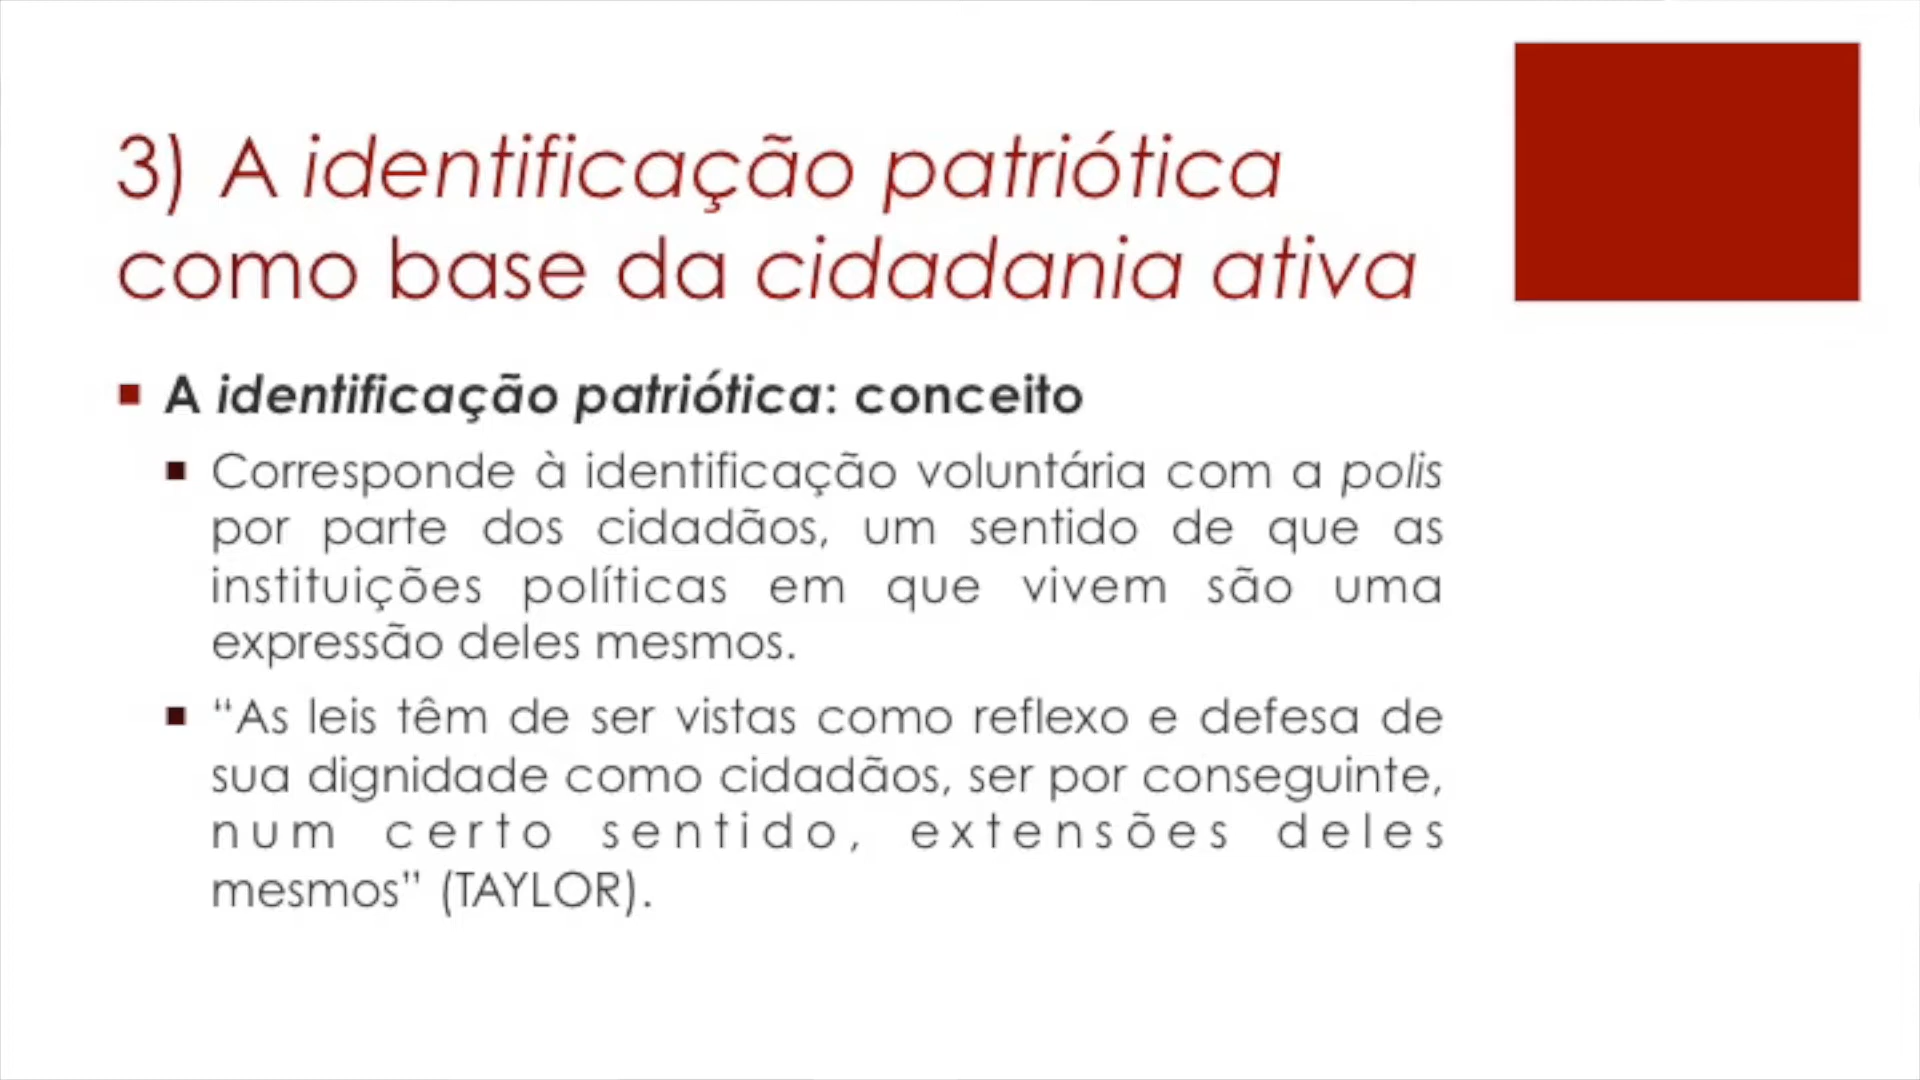 3) A identificação patriótica
como base da cidadania ativa
A identificação patriótica: conceito
Corresponde à identificação voluntária com a polis
por parte dos cidadãos, um sentido de que as
instituições políticas em que vivem são uma
expressão deles mesmos.
“As leis têm de ser vistas como reflexo e defesa de
sua dignidade como cidadãos, ser por conseguinte,
num certo sentido, extensões deles
mesmos” (TAYLOR).